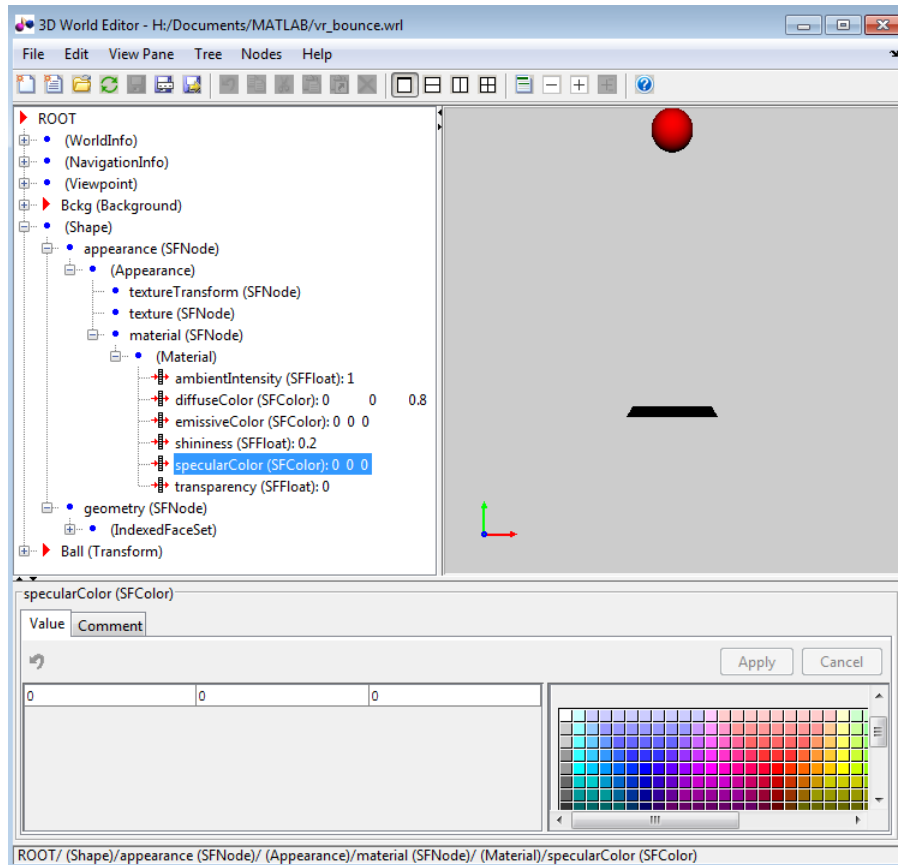 3D World Editor - H:/Documents/MATLAB/vr_bounce.wrl
File Edit View Pane Tree Nodes Help
ROOT
(WorldInfo)
(NavigationInfo)
(Viewpoint)
Bckg (Background)
(Shape)
appearance (SFNode)
(Appearance)
textureTransform (SFNode)
texture (SFNode)
material (SFNode)
(Material)
ambientIntensity (SFFloat): 1
diffuseColor (SFColor): 0 0 0.8
emissiveColor (SFColor): 0 0 0
shininess (SFFloat): 0.2
specularColor (SFColor): 0 0 0
transparency (SFFloat): 0
geometry (SFNode)
(IndexedFaceSet)
Ball (Transform)
specularColor (SFColor)
Value Comment
Apply Cancel
0 0 0
ROOT/ (Shape)/appearance (SFNode)/ (Appearance)/material (SFNode)/ (Material)/specularColor (SFColor)